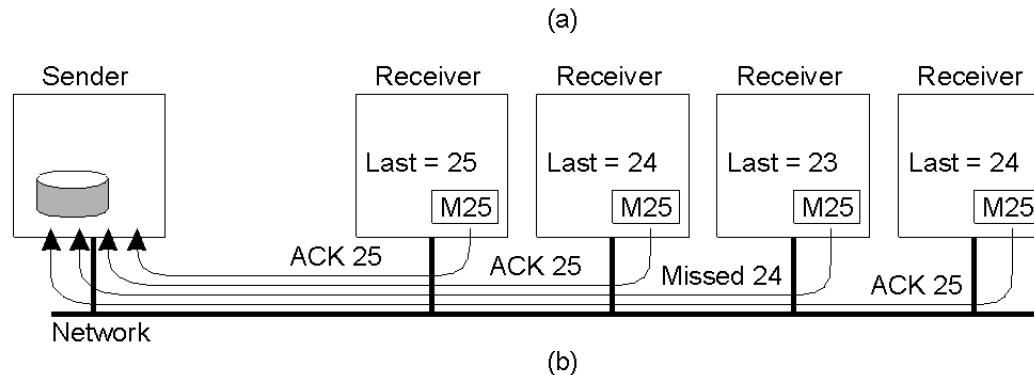 (a)
Sender Receiver Receiver Receiver Receiver
Last = 25 Last = 24 Last = 23 Last = 24
M25 M25 M25 M25
ACK 25 ACK 25 Missed 24 ACK 25
Network
(b)